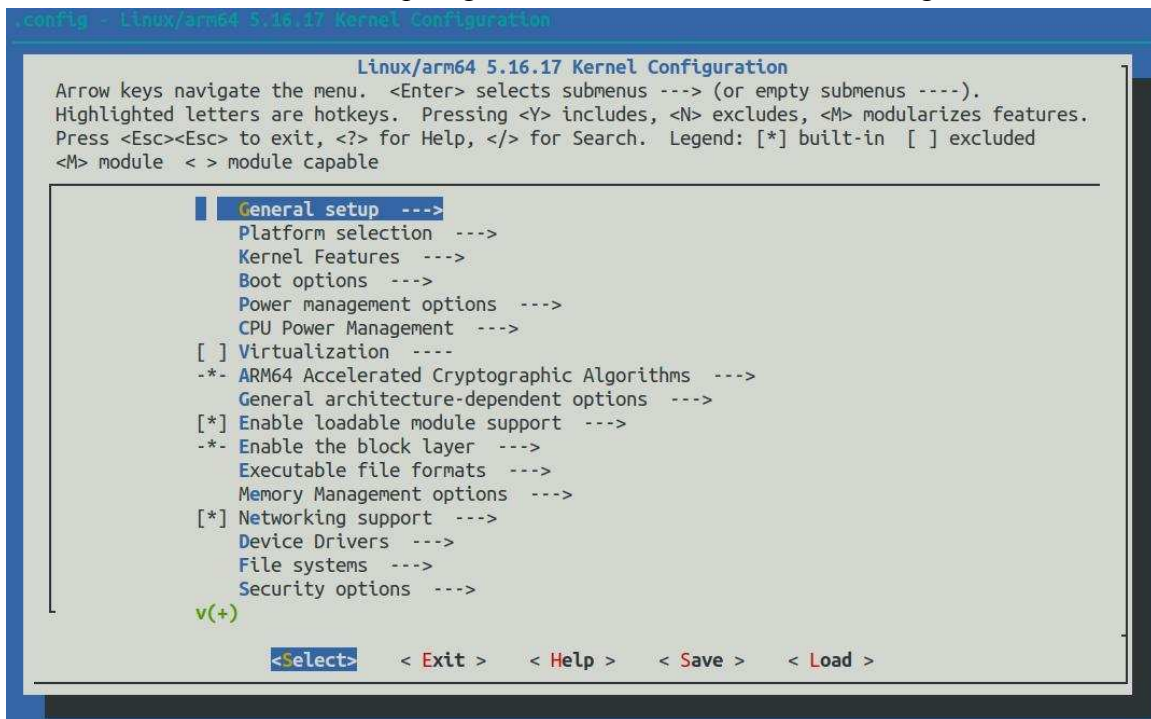 .config - Linux/arm64 5.16.17 Kernel Configuration
Linux/arm64 5.16.17 Kernel Configuration
Arrow keys navigate the menu.  <Enter> selects submenus ---> (or empty submenus ----).
Highlighted letters are hotkeys.  Pressing <Y> includes, <N> excludes, <M> modularizes features.
Press <Esc><Esc> to exit, <?> for Help, </> for Search.  Legend: [*] built-in  [ ] excluded
<M> module  < > module capable
General setup  --->
Platform selection  --->
Kernel Features  --->
Boot options  --->
Power management options  --->
CPU Power Management  --->
[ ] Virtualization  ----
-*- ARM64 Accelerated Cryptographic Algorithms  --->
General architecture-dependent options  --->
[*] Enable loadable module support  --->
-*- Enable the block layer  --->
Executable file formats  --->
Memory Management options  --->
[*] Networking support  --->
Device Drivers  --->
File systems  --->
Security options  --->
v(+)
<Select>    < Exit >    < Help >    < Save >    < Load >